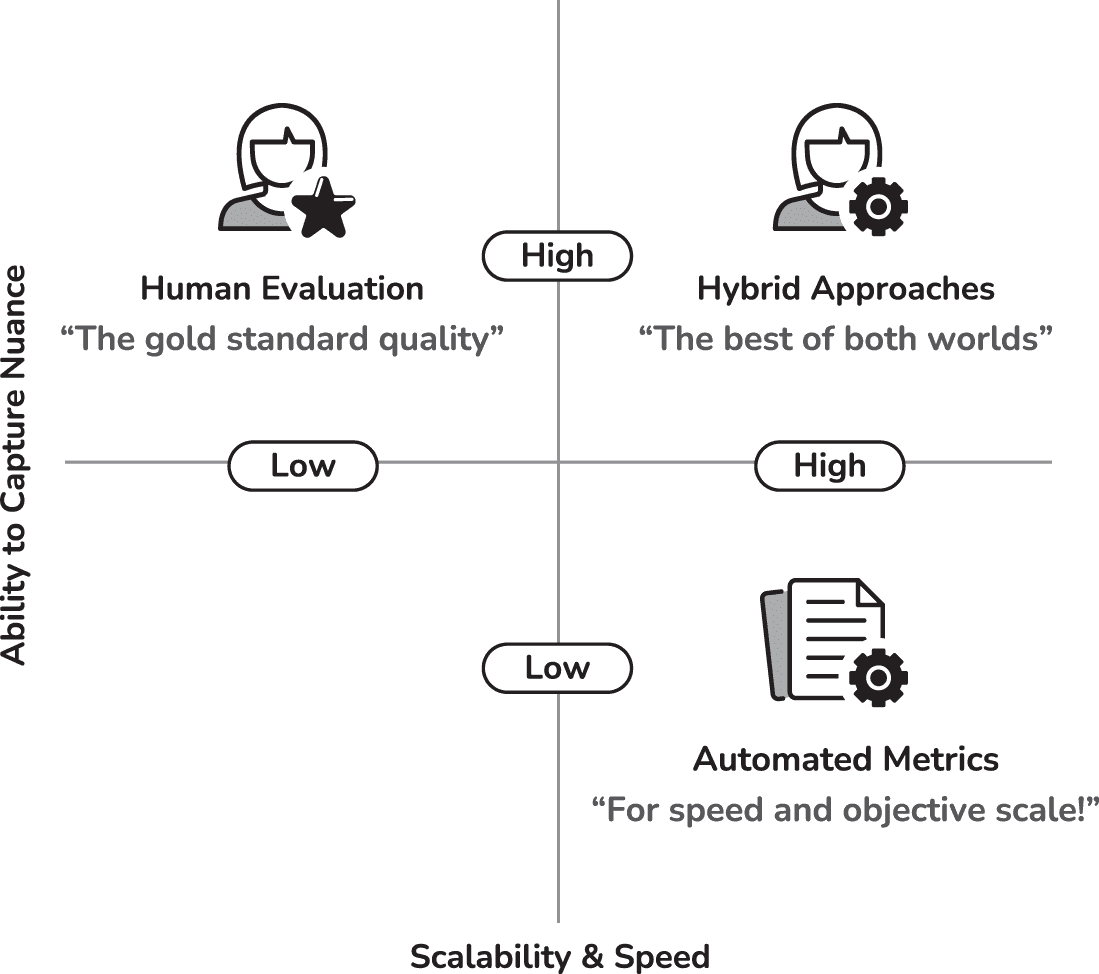 High
Human Evaluation
“The gold standard quality”
Hybrid Approaches
“The best of both worlds”
Ability to Capture Nuance
Low
High
Low
Automated Metrics
“For speed and objective scale!”
Scalability & Speed